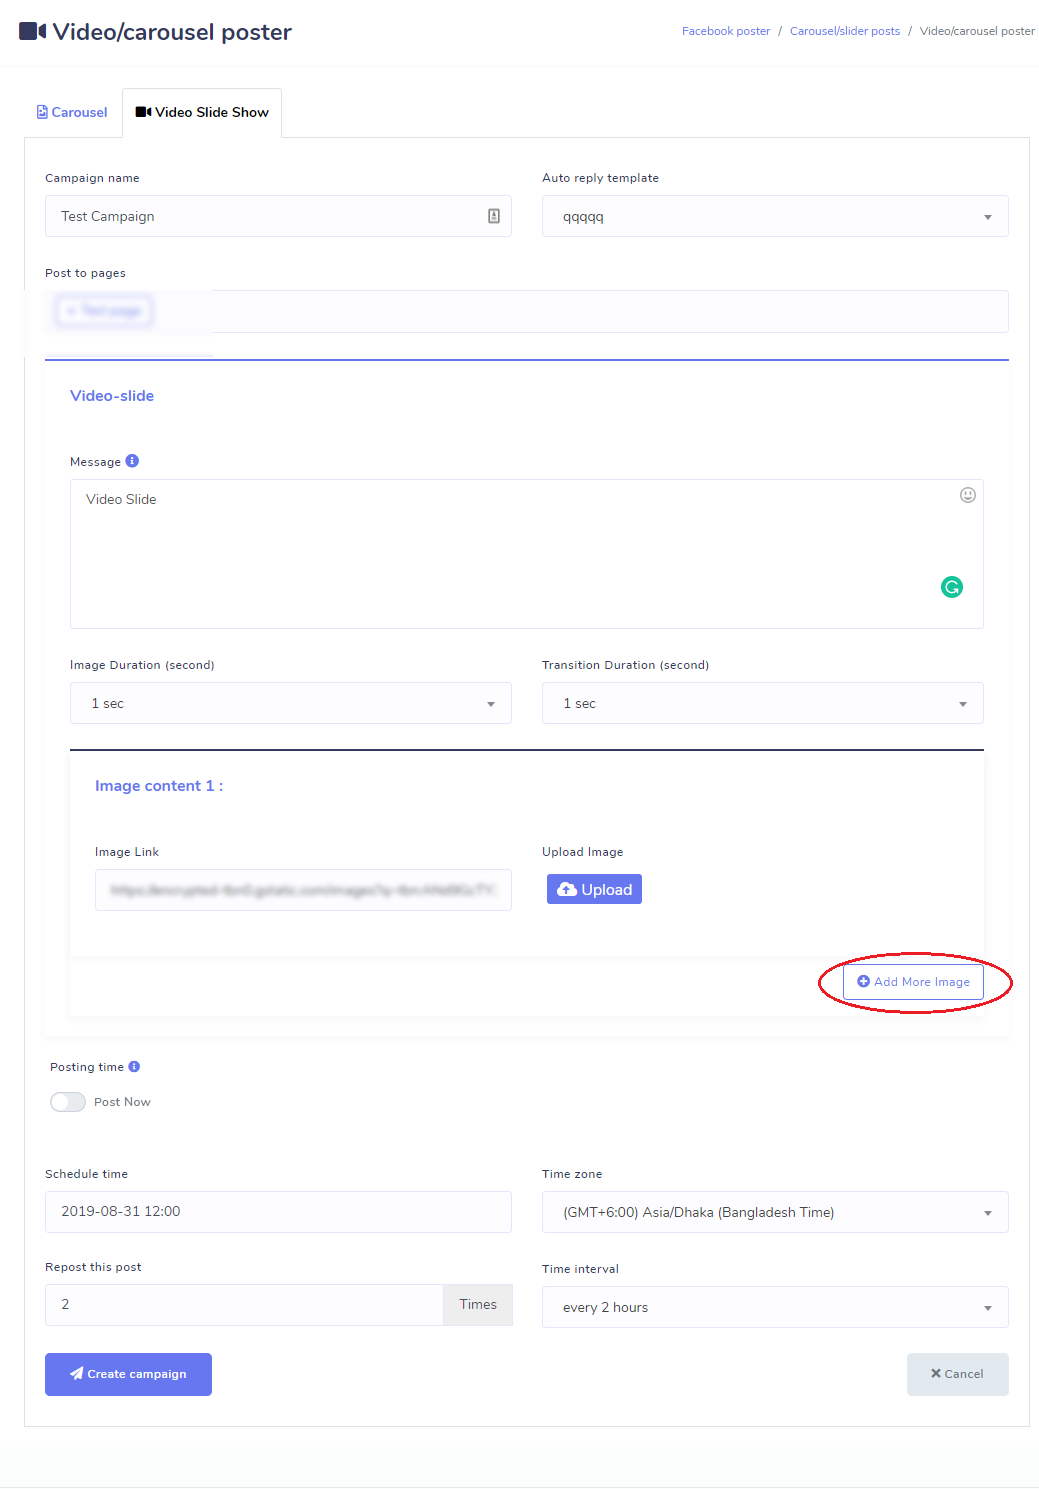 Video/carousel poster
Facebook poster / Carousel/slider posts / Video/carousel poster
Carousel
Video Slide Show
Campaign name
Auto reply template
Test Campaign
qqqqq
Post to pages
Video-slide
Message
Video Slide
Image Duration (second)
Transition Duration (second)
1 sec
1 sec
Image content 1 :
Image Link
Upload Image
Upload
Add More Image
Posting time
Post Now
Schedule time
Time zone
2019-08-31 12:00
(GMT+6:00) Asia/Dhaka (Bangladesh Time)
Repost this post
Time interval
2
Times
every 2 hours
Create campaign
Cancel